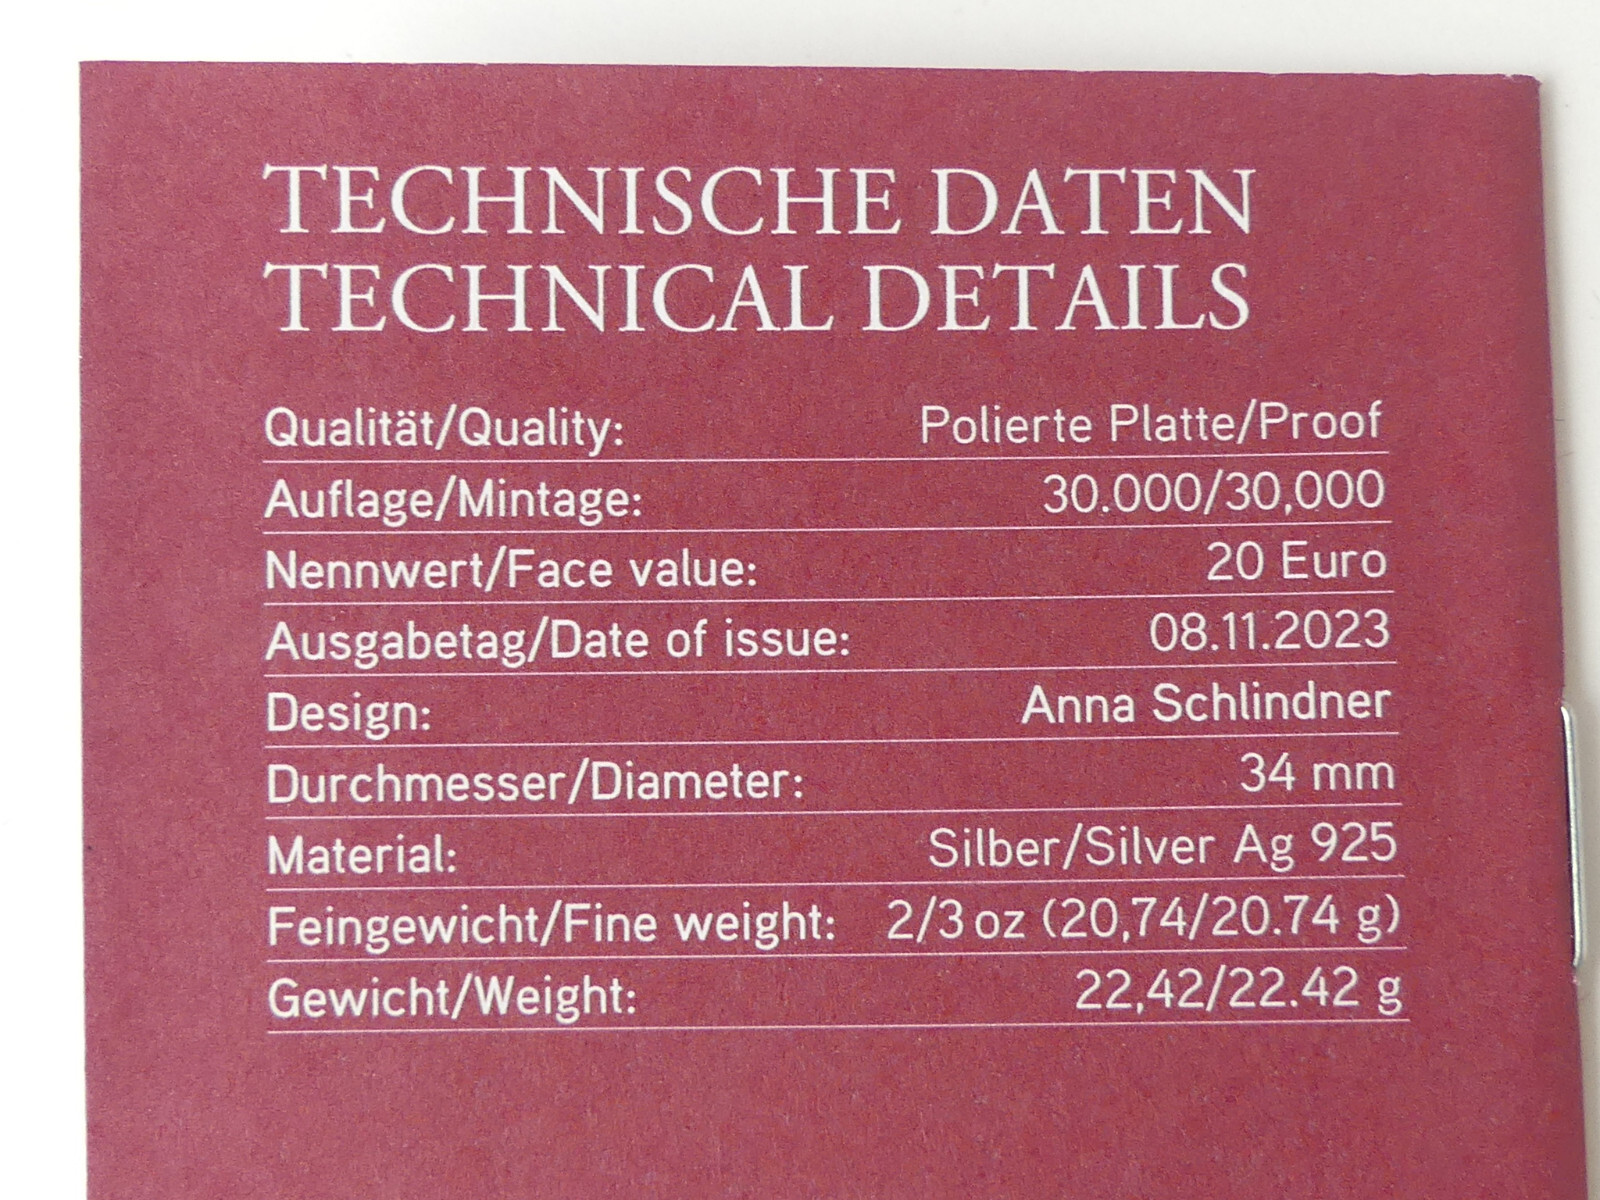 TECHNISCHE DATEN
TECHNICAL DETAILS
Qualität/Quality: Polierte Platte/Proof
Auflage/Mintage: 30.000/30,000
Nennwert/Face value: 20 Euro
Ausgabetag/Date of issue: 08.11.2023
Design: Anna Schlindner
Durchmesser/Diameter: 34 mm
Material: Silber/Silver Ag 925
Feingewicht/Fine weight: 2/3 oz (20,74/20.74 g)
Gewicht/Weight: 22,42/22.42 g